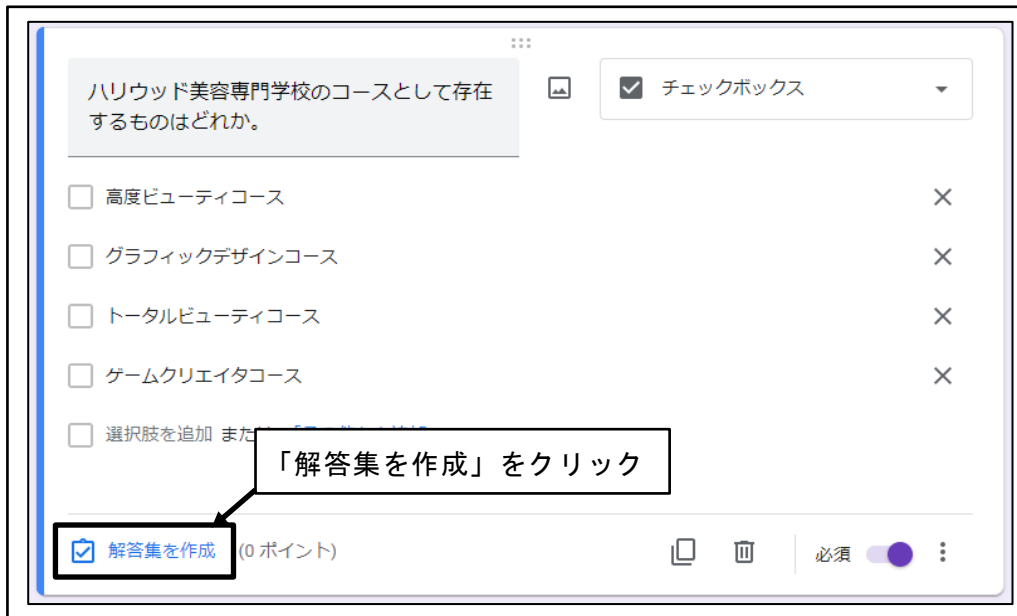 ハリウッド美容専門学校のコースとして存在
するものはどれか。
チェックボックス
高度ビューティコース
グラフィックデザインコース
トータルビューティコース
ゲームクリエイタコース
選択肢を追加 また
「解答集を作成」をクリック
解答集を作成 (0 ポイント)
必須